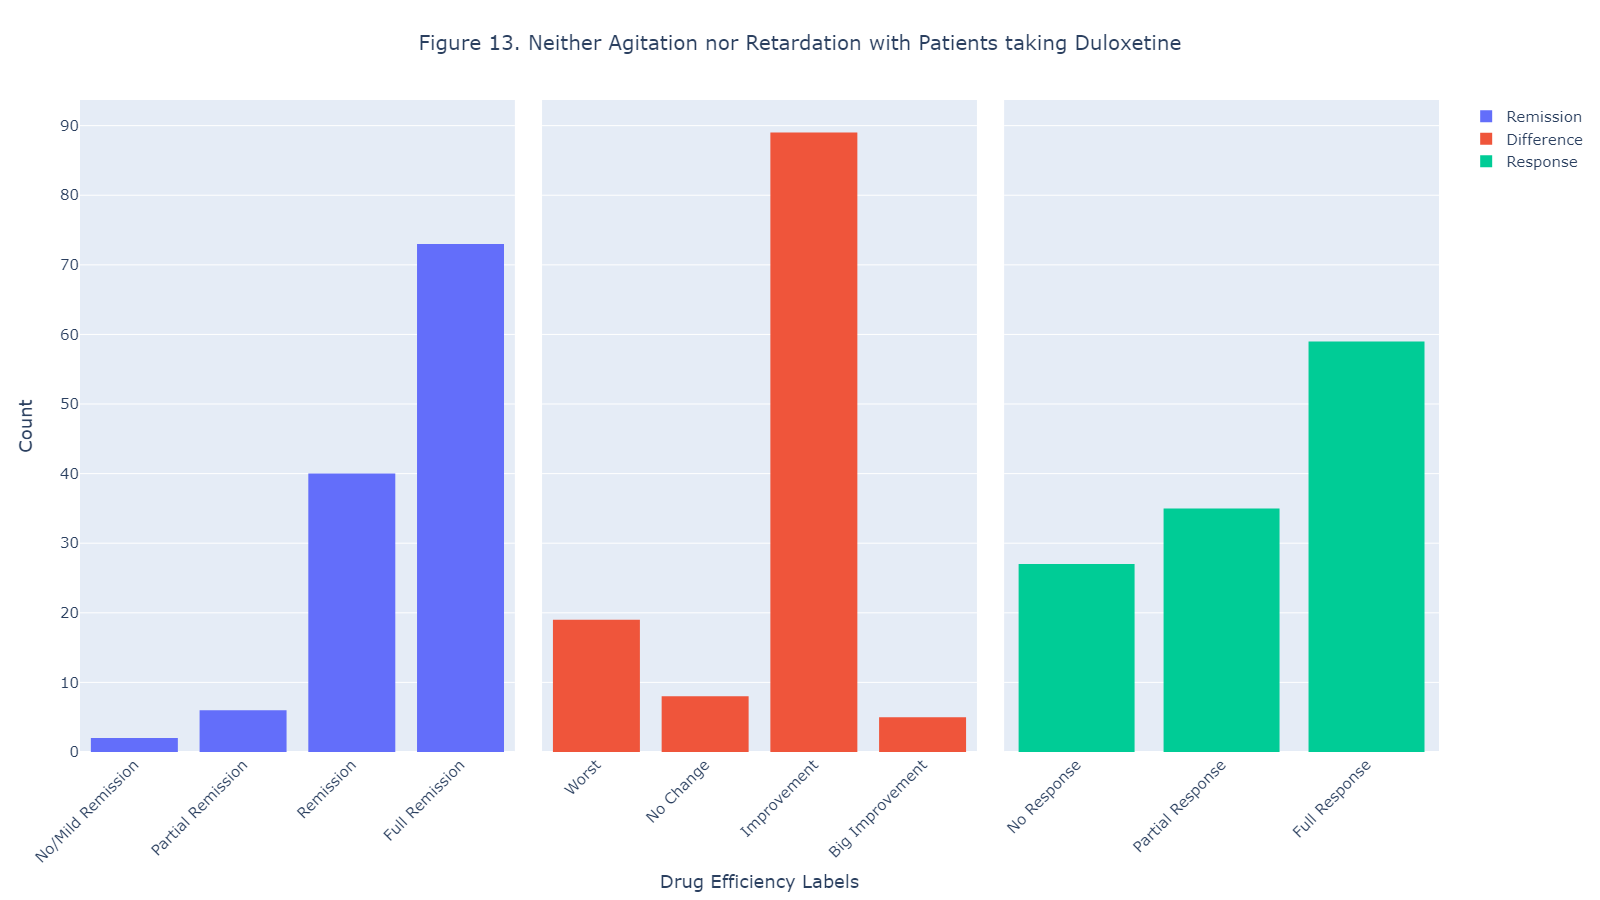 Figure 13. Neither Agitation nor Retardation with Patients taking Duloxetine
Remission
Difference
Response
Count
90
80
70
60
50
40
30
20
10
0
No/Mild Remission
Partial Remission
Remission
Full Remission
Worst
No Change
Improvement
Big Improvement
No Response
Partial Response
Full Response
Drug Efficiency Labels